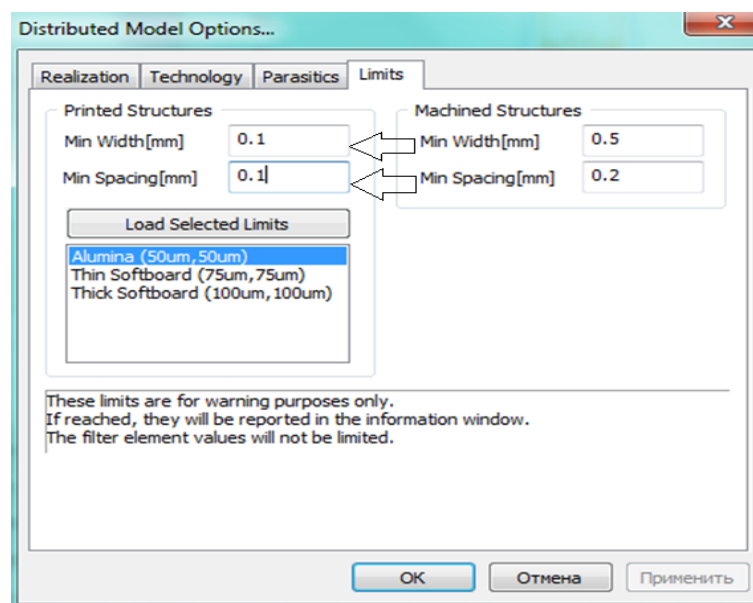 Distributed Model Options...
Realization Technology Parasitics Limits
Printed Structures
Min Width[mm] 0.1
Min Spacing[mm] 0.1
Load Selected Limits
Alumina (50um,50um)
Thin Softboard (75um,75um)
Thick Softboard (100um,100um)
Machined Structures
Min Width[mm] 0.5
Min Spacing[mm] 0.2
These limits are for warning purposes only.
If reached, they will be reported in the information window.
The filter element values will not be limited.
OK Отмена Применить